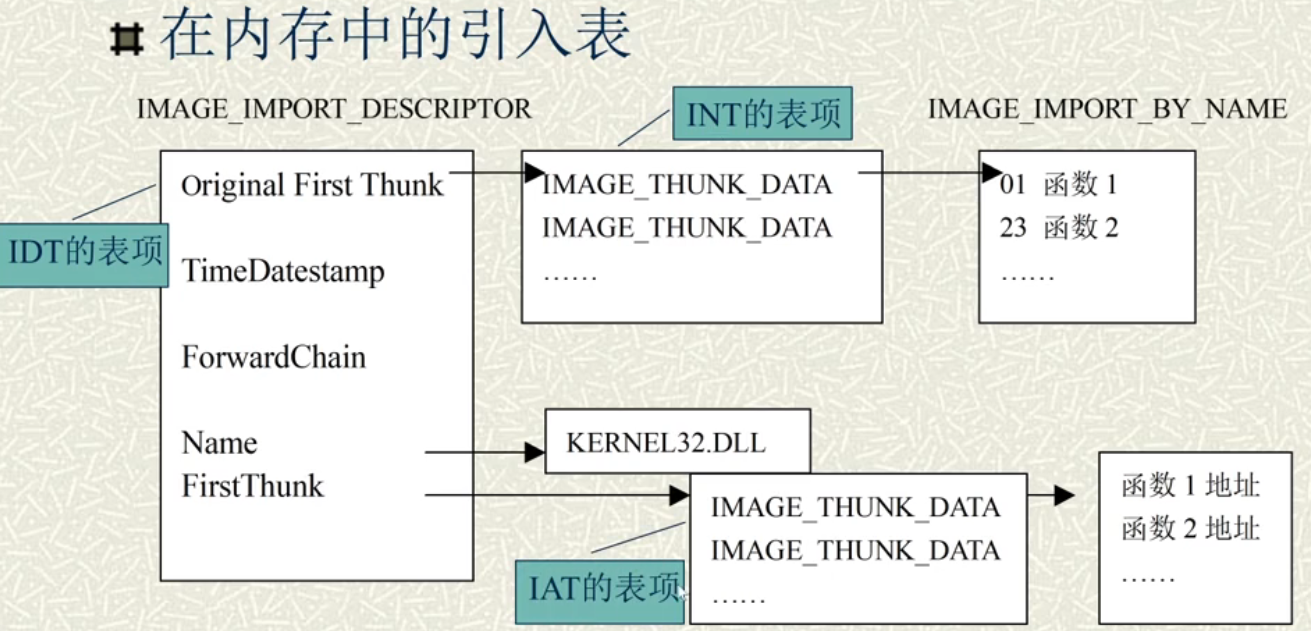 在内存中的引入表
IMAGE_IMPORT_DESCRIPTOR
INT的表项
IMAGE_IMPORT_BY_NAME
Original First Thunk
IDT的表项
TimeDatestamp
ForwardChain
Name
FirstThunk
IMAGE_THUNK_DATA
IMAGE_THUNK_DATA
……
01 函数 1
23 函数 2
……
KERNEL32.DLL
IAT的表项
IMAGE_THUNK_DATA
IMAGE_THUNK_DATA
……
函数 1 地址
函数 2 地址
……